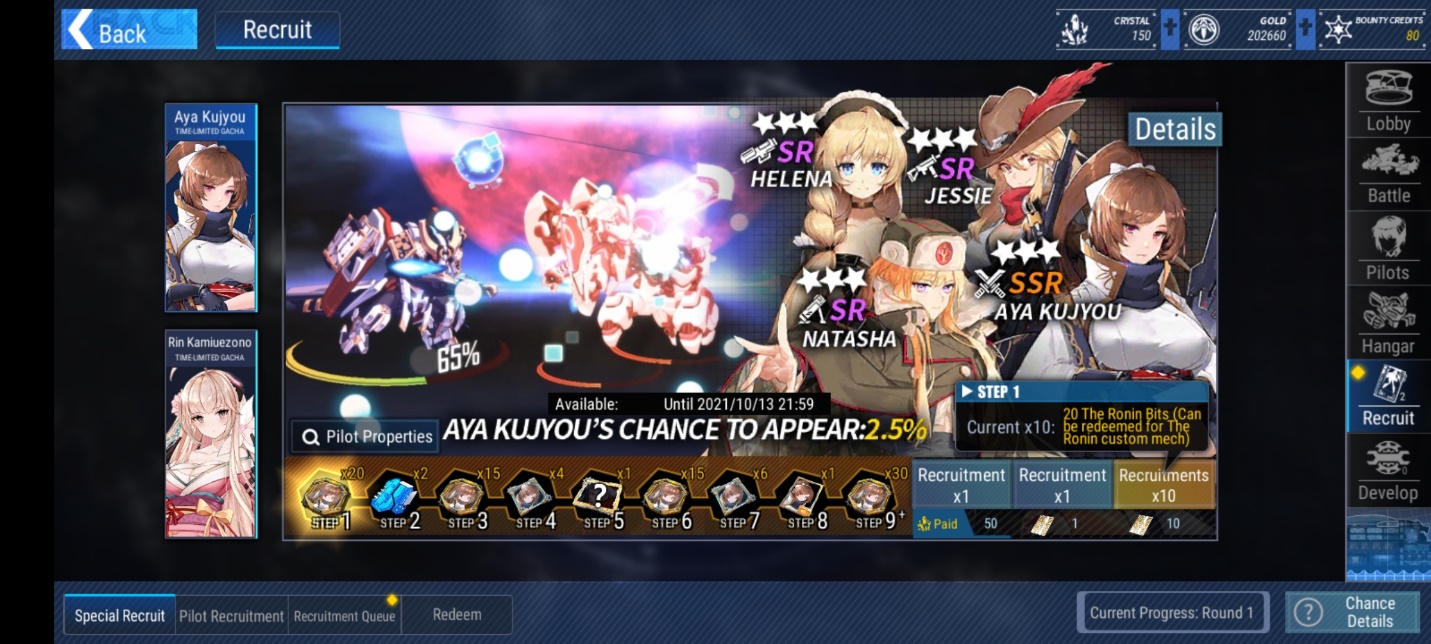 Back
Recruit
CRYSTAL
150
GOLD
202660
BOUNTY CREDITS
80
Aya Kujyou
TIME-LIMITED GACHA
Rin Kamiuezono
TIME-LIMITED GACHA
Details
SR
HELENA
SR
JESSIE
SSR
AYA KUJYOU
SR
NATASHA
65%
Available: Until 2021/10/13 21:59
Pilot Properties
AYA KUJYOU'S CHANCE TO APPEAR:2.5%
STEP 1
Current x10:
20 The Ronin Bits (Can
be redeemed for The
Ronin custom mech)
x20
STEP 1
x2
STEP 2
x15
STEP 3
x4
STEP 4
?
x1
STEP 5
x15
STEP 6
x6
STEP 7
x1
STEP 8
x30
STEP 9+
Recruitment
x1
Paid 50
Recruitment
x1
1
Recruitments
x10
10
Lobby
Battle
Pilots
Hangar
2
Recruit
0
Develop
Special Recruit
Pilot Recruitment
Recruitment Queue
Redeem
Current Progress: Round 1
?
Chance
Details